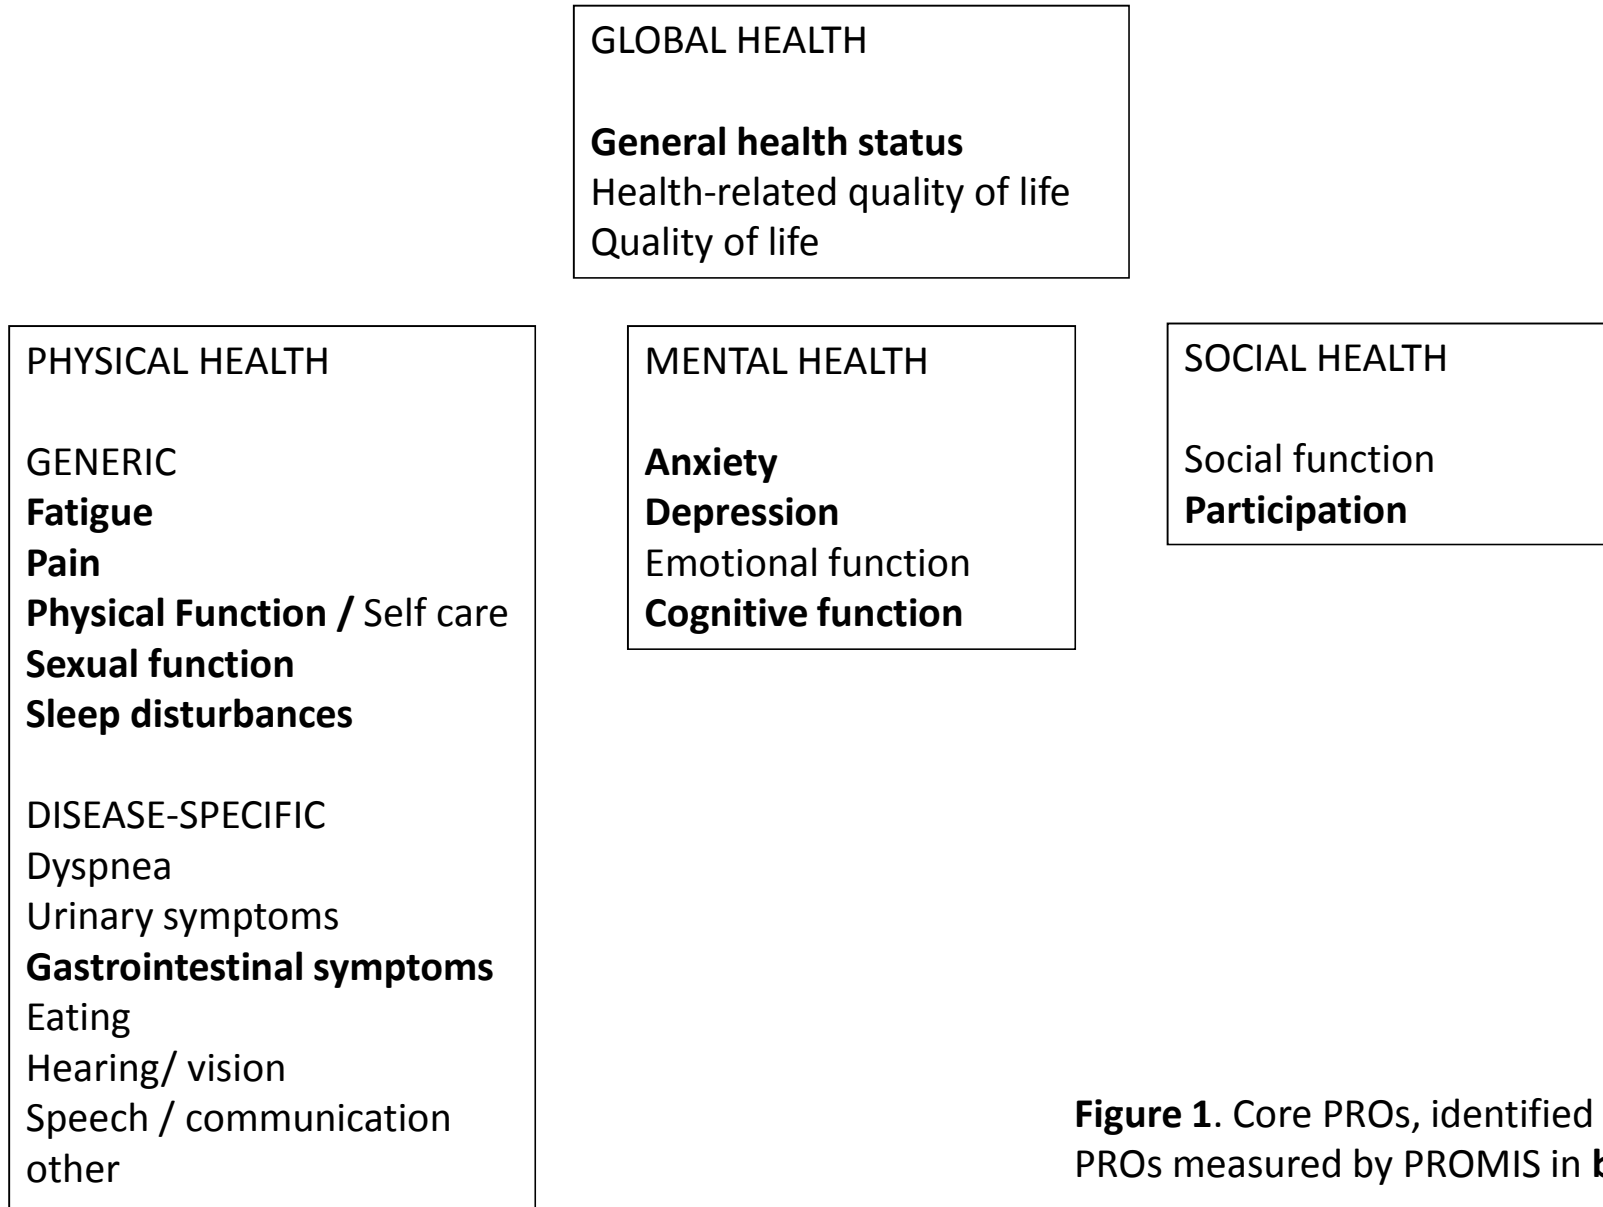 GLOBAL HEALTH
General health status
Health-related quality of life
Quality of life
PHYSICAL HEALTH
GENERIC
Fatigue
Pain
Physical Function / Self care
Sexual function
Sleep disturbances
DISEASE-SPECIFIC
Dyspnea
Urinary symptoms
Gastrointestinal symptoms
Eating
Hearing/ vision
Speech / communication
other
MENTAL HEALTH
Anxiety
Depression
Emotional function
Cognitive function
SOCIAL HEALTH
Social function
Participation
Figure 1. Core PROs, identified
PROs measured by PROMIS in